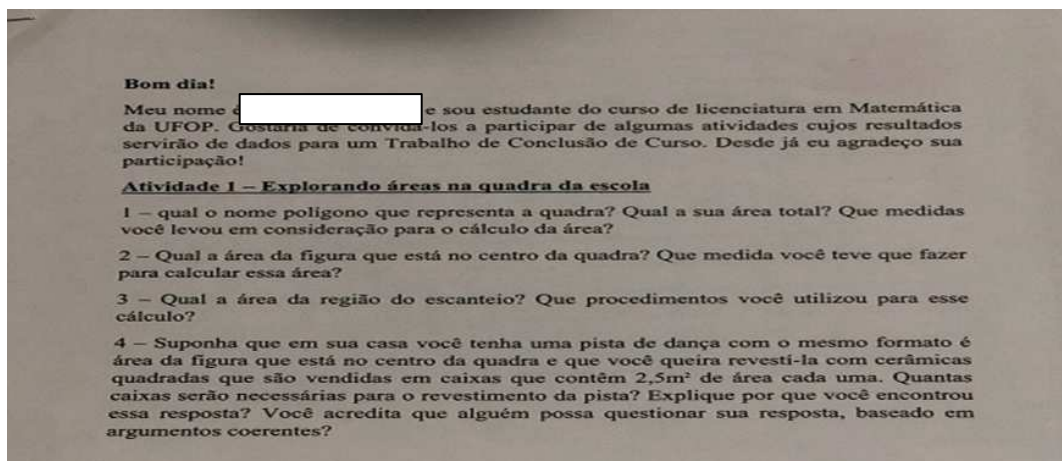 Bom dia!
Meu nome é e sou estudante do curso de licenciatura em Matemática
da UFOP. Gostaria de convidá-los a participar de algumas atividades cujos resultados
servirão de dados para um Trabalho de Conclusão de Curso. Desde já eu agradeço sua
participação!
Atividade 1 – Explorando áreas na quadra da escola
1 – qual o nome polígono que representa a quadra? Qual a sua área total? Que medidas
você levou em consideração para o cálculo da área?
2 – Qual a área da figura que está no centro da quadra? Que medida você teve que fazer
para calcular essa área?
3 – Qual a área da região do escanteio? Que procedimentos você utilizou para esse
cálculo?
4 – Suponha que em sua casa você tenha uma pista de dança com o mesmo formato é
área da figura que está no centro da quadra e que você queira revesti-la com cerâmicas
quadradas que são vendidas em caixas que contêm 2,5m² de área cada uma. Quantas
caixas serão necessárias para o revestimento da pista? Explique por que você encontrou
essa resposta? Você acredita que alguém possa questionar sua resposta, baseado em
argumentos coerentes?